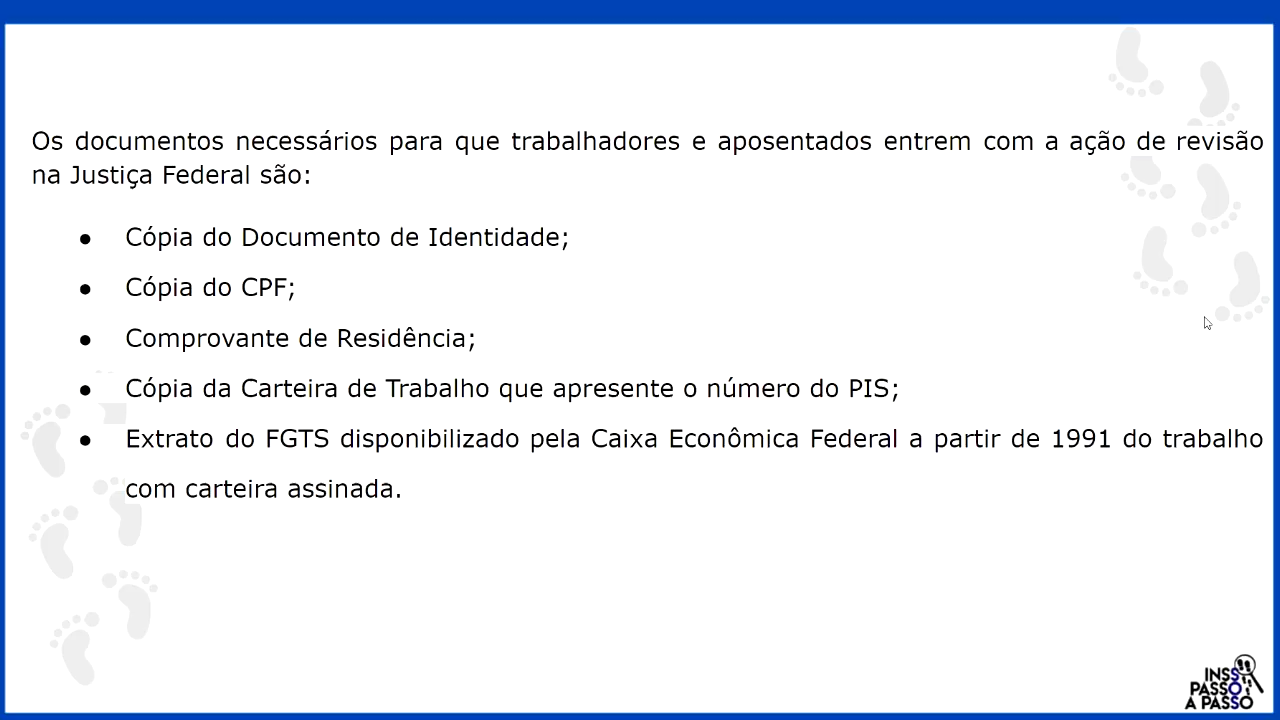 Os documentos necessários para que trabalhadores e aposentados entrem com a ação de revisão
na Justiça Federal são:
● Cópia do Documento de Identidade;
● Cópia do CPF;
● Comprovante de Residência;
● Cópia da Carteira de Trabalho que apresente o número do PIS;
● Extrato do FGTS disponibilizado pela Caixa Econômica Federal a partir de 1991 do trabalho
com carteira assinada.
INSS
PASSO
A PASSO